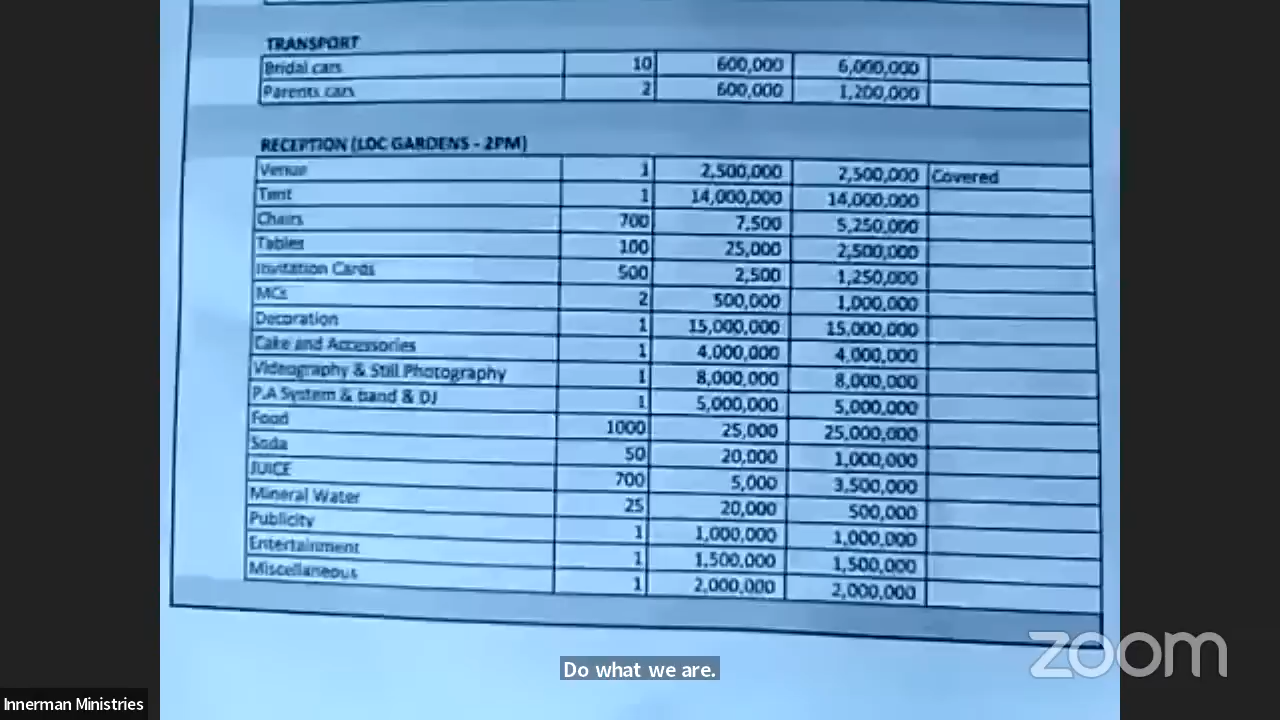 TRANSPORT
Bridal cars 10 600,000 6,000,000
Parents cars 2 600,000 1,200,000
RECEPTION (LOC GARDENS - 2PM)
Venue 1 2,500,000 2,500,000 Covered
Tent 1 14,000,000 14,000,000
Chairs 700 7,500 5,250,000
Tables 100 25,000 2,500,000
Invitation Cards 500 2,500 1,250,000
MCs 2 500,000 1,000,000
Decoration 1 15,000,000 15,000,000
Cake and Accessories 1 4,000,000 4,000,000
Videography & Still Photography 1 8,000,000 8,000,000
P.A System & band & DJ 1 5,000,000 5,000,000
Food 1000 25,000 25,000,000
Soda 50 20,000 1,000,000
JUICE 700 5,000 3,500,000
Mineral Water 25 20,000 500,000
Publicity 1 1,000,000 1,000,000
Entertainment 1 1,500,000 1,500,000
Miscellaneous 1 2,000,000 2,000,000
zoom
Do what we are.
Innerman Ministries